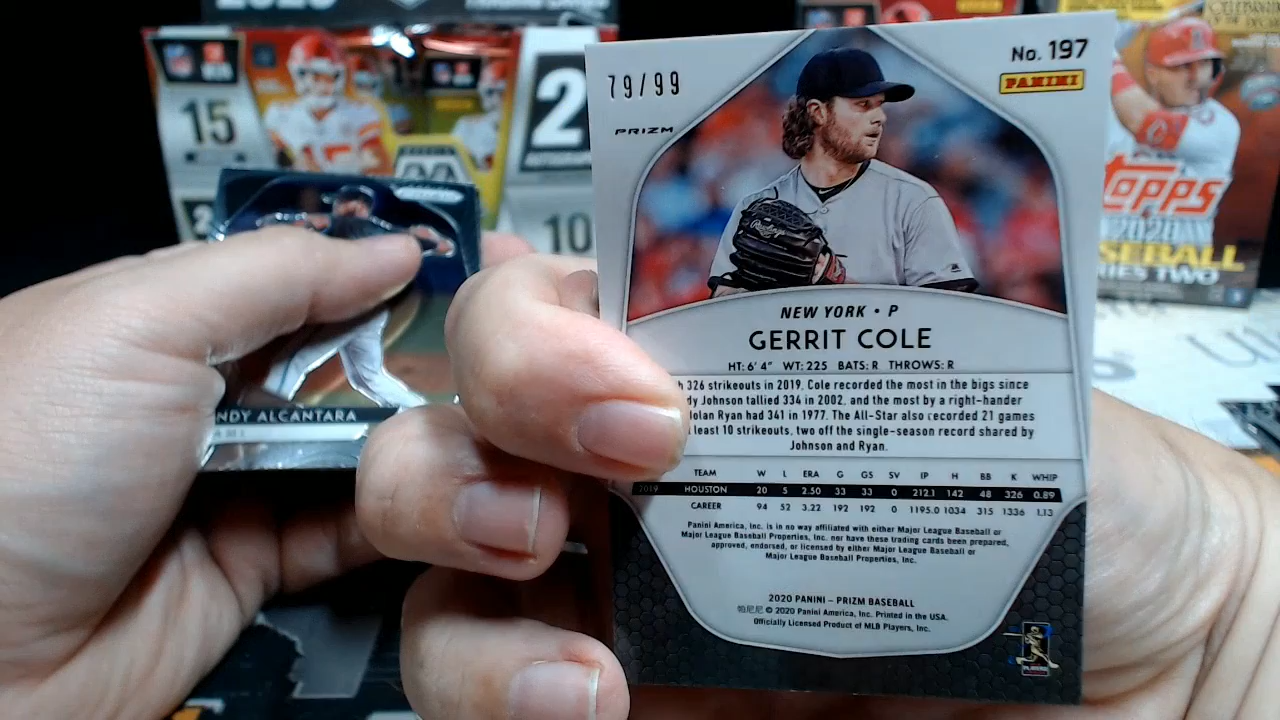 79/99
PRIZM
No. 197
PANINI
Rawlings
NEW YORK • P
GERRIT COLE
HT: 6' 4" WT: 225 BATS: R THROWS: R
326 strikeouts in 2019, Cole recorded the most in the bigs since
Johnson tallied 334 in 2002, and the most by a right-hander
Nolan Ryan had 341 in 1977. The All-Star also recorded 21 games
least 10 strikeouts, two off the single-season record shared by
Johnson and Ryan.
TEAM W L ERA G GS SV IP H BB K WHIP
2019 HOUSTON 20 5 2.50 33 33 0 212.1 142 48 326 0.89
CAREER 94 52 3.22 192 192 0 1195.0 1034 315 1336 1.13
Panini America, Inc. is in no way affiliated with either Major League Baseball or
Major League Baseball Properties, Inc. nor have these trading cards been prepared,
approved, endorsed, or licensed by either Major League Baseball or
Major League Baseball Properties, Inc.
2020 PANINI – PRIZM BASEBALL
帕尼尼 © 2020 Panini America, Inc. Printed in the USA.
Officially Licensed Product of MLB Players, Inc.
NDY ALCANTARA
15
2
AUTOGRAPHS
10
2
TOPPS
2020
SEBALL
IES TWO